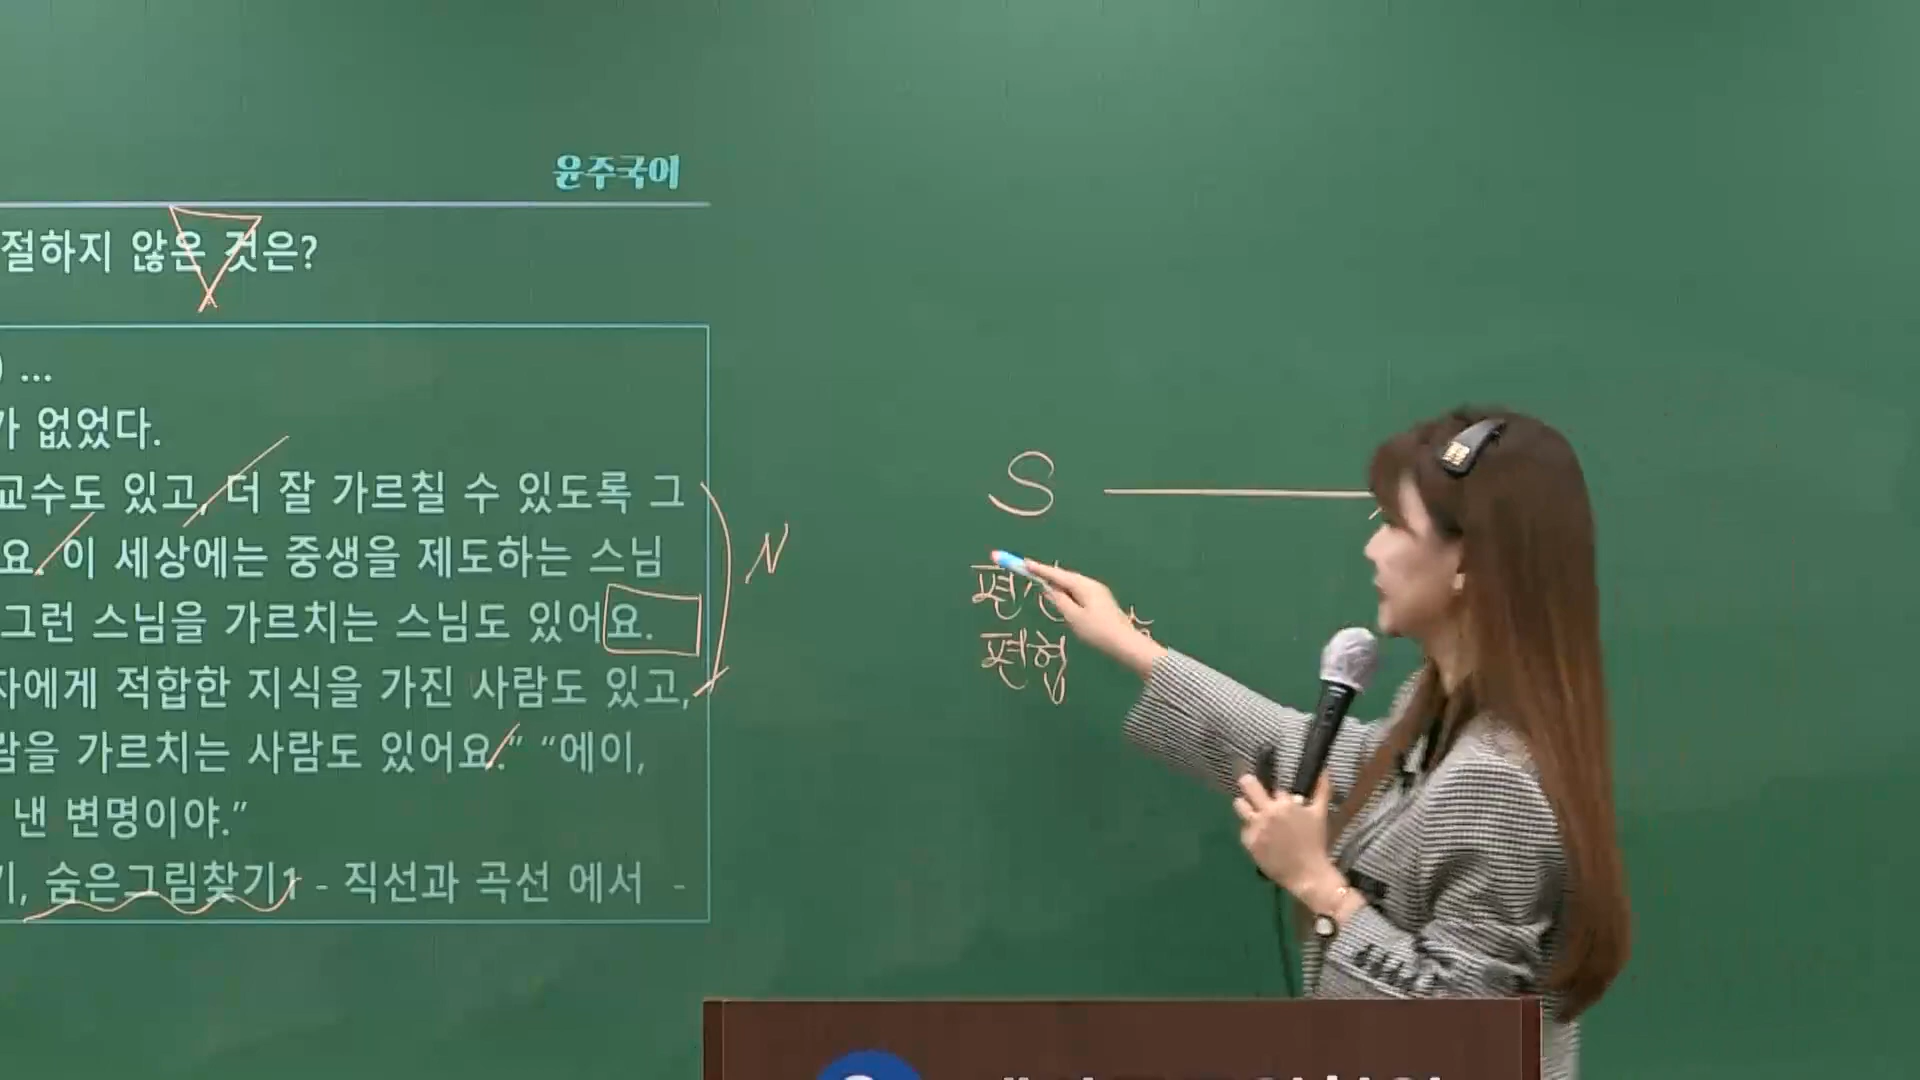 윤주국어
절하지 않은 것은?
) ...
가 없었다.
교수도 있고, 더 잘 가르칠 수 있도록 그
요. 이 세상에는 중생을 제도하는 스님
그런 스님을 가르치는 스님도 있어요.
자에게 적합한 지식을 가진 사람도 있고,
람을 가르치는 사람도 있어요.” “에이,
낸 변명이야.”
기, 숨은그림찾기1 - 직선과 곡선 에서 -
N
S
편협